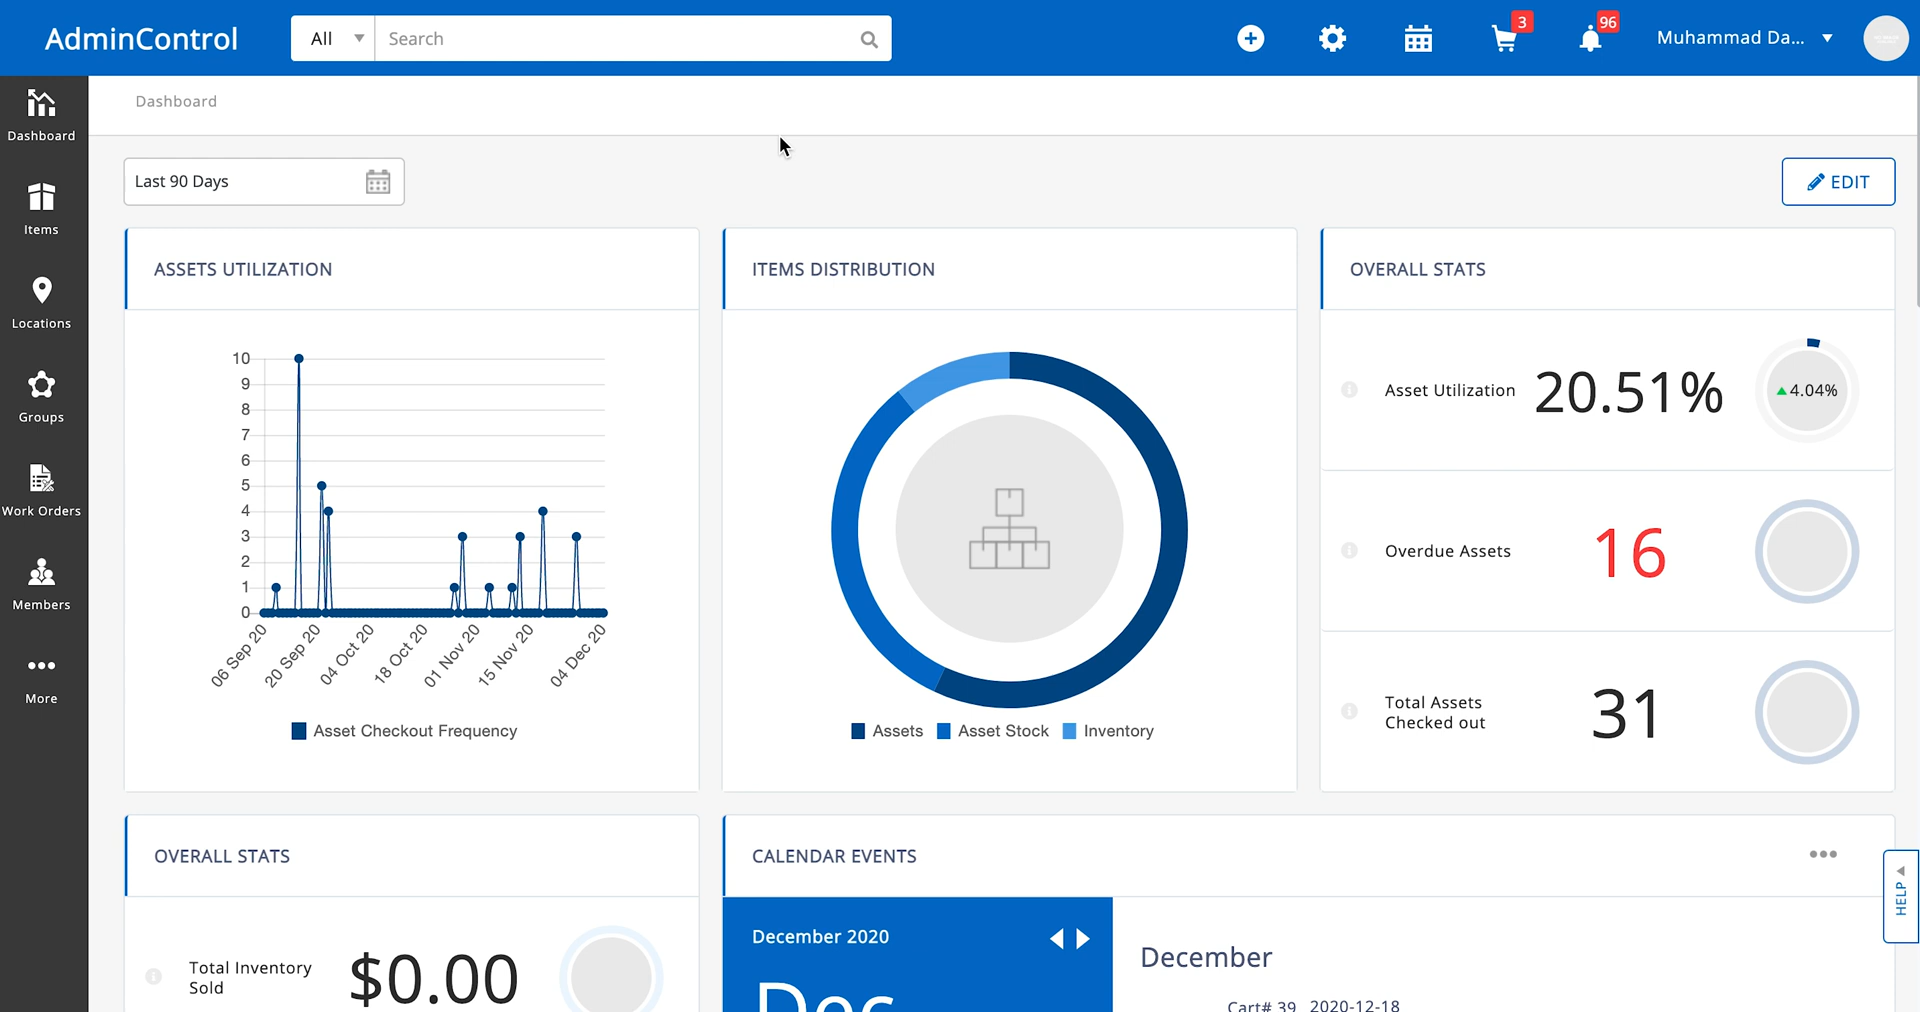 AdminControl
All
Search
3
96
Muhammad Da...
Dashboard
Items
Locations
Groups
Work Orders
Members
More
Dashboard
Last 90 Days
EDIT
ASSETS UTILIZATION
10
9
8
7
6
5
4
3
2
1
0
06 Sep 20
20 Sep 20
04 Oct 20
18 Oct 20
01 Nov 20
15 Nov 20
04 Dec 20
Asset Checkout Frequency
ITEMS DISTRIBUTION
Assets Asset Stock Inventory
OVERALL STATS
Asset Utilization 20.51% 4.04%
Overdue Assets 16
Total Assets
Checked out
31
OVERALL STATS
Total Inventory
Sold
$0.00
CALENDAR EVENTS
December 2020
Dec
December
Cart# 39 2020-12-18
HELP